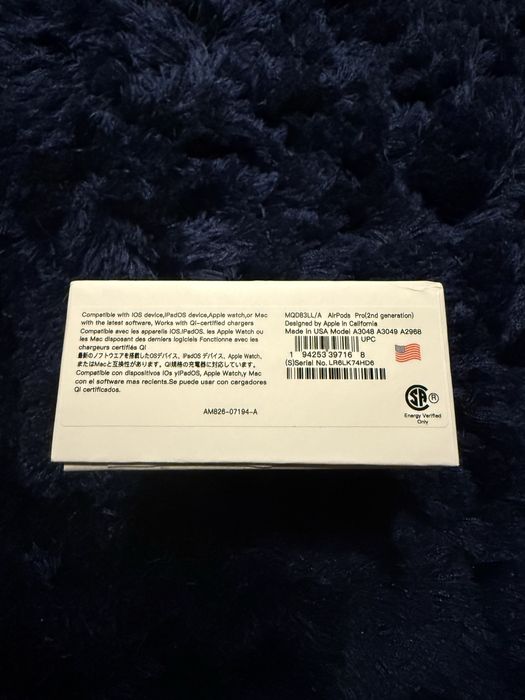 Compatible with IOS device,IPadOS device,Apple watch,or Mac
with the latest software, Works with Qi-certified chargers
Compatible avec les apparells IOS.IPadOS. les Apple Watch ou
les Mac disposant des derniers logiciels Fonctionne avec les
chargeurs certifiés QI
最新のソフトウエアを搭載したOSデバイス、IPadOS デバイス、Apple Watch,
またはMacと互換性があります。Qi規格の充電器に対応しています。
Compatible con dispositivos iOs yIPadOS, Apple Watch,y Mac
con el software mas recients.Se puede usar con cargadores
Qi certificados.
AM826-07194-A
MQD83LL/A AirPods Pro(2nd generation)
Designed by Apple in California
Made in USA Model A3048 A3049 A2968
UPC
1 94253 39716 8
(S)Serial No. LR6LK74HD6
SA ®
Energy Verified
Only